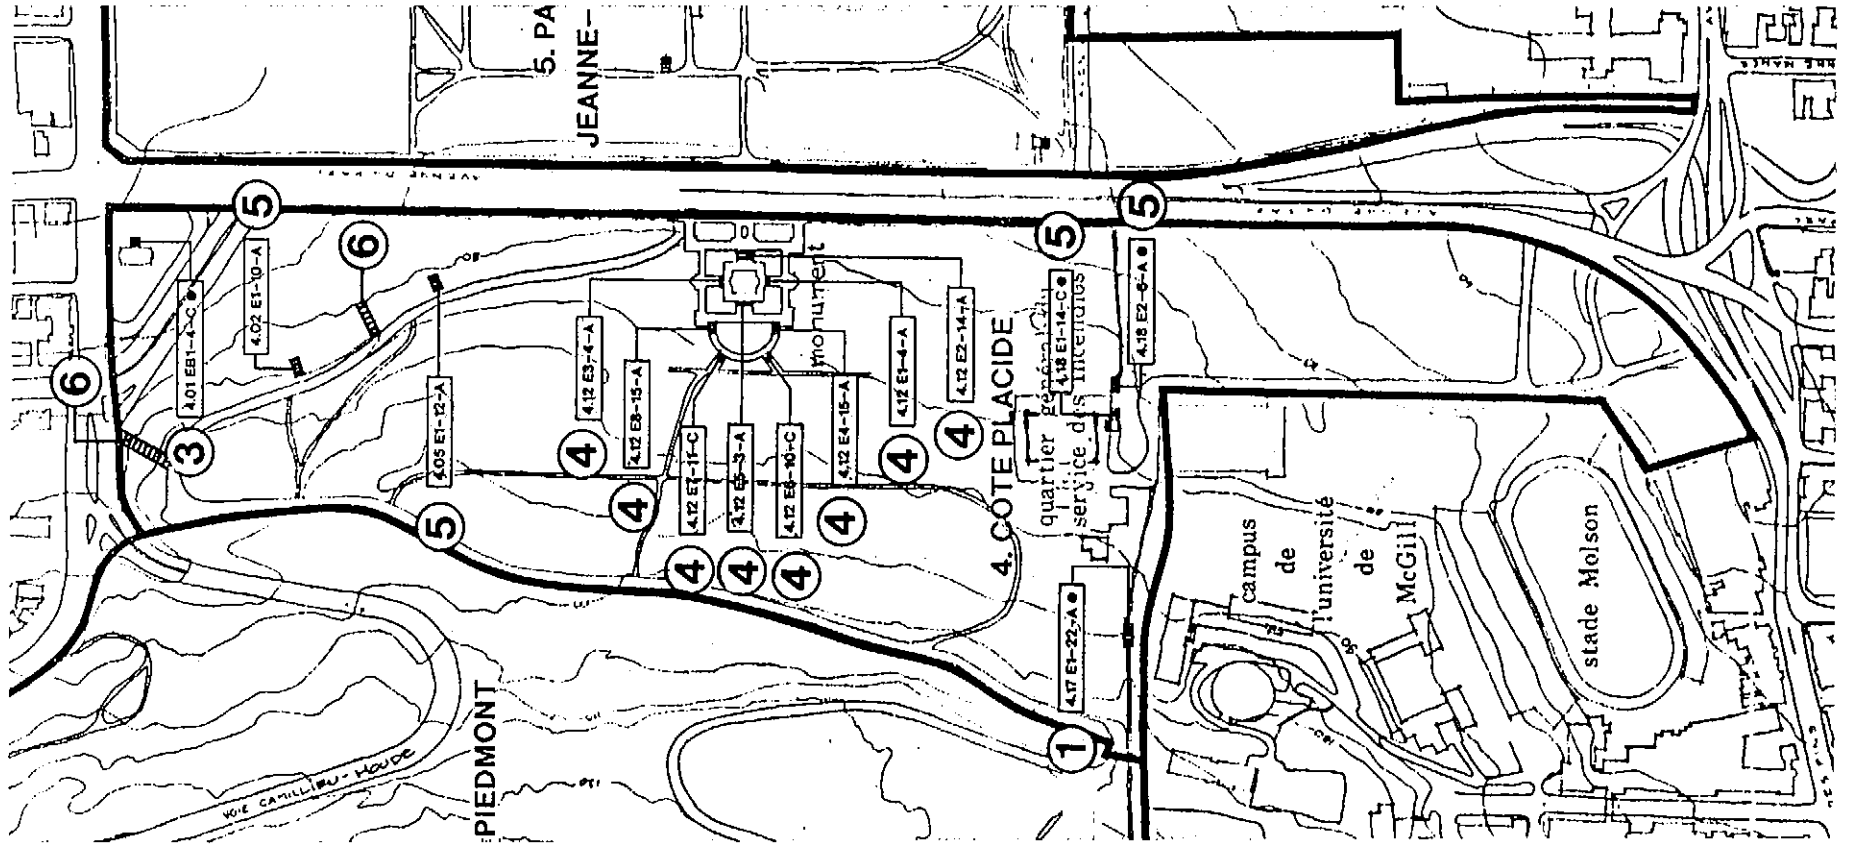 5. PA
JEANNE-
AVENUE DU PARC
5
6
4.01 EB1-4-C
4.02 E1-10-A
6
3
4.05 E1-12-A
5
monument
4.12 E3-4-A
4.12 E8-15-A
4.12 E7-11-C
4.12 E5-3-A
4.12 E6-10-C
4.12 E4-15-A
4.12 E1-4-A
4.12 E2-14-A
4
4
4
4
4
4
4
4
4. COTE PLACIDE
quartier général du
service des incendies
5
4.18 E1-14-C
5
4.18 E2-6-A
4.17 E1-22-A
1
campus
de
l'université
de
McGill
stade Molson
VOIE CAMILLIEN-HOUDE
PIEDMONT